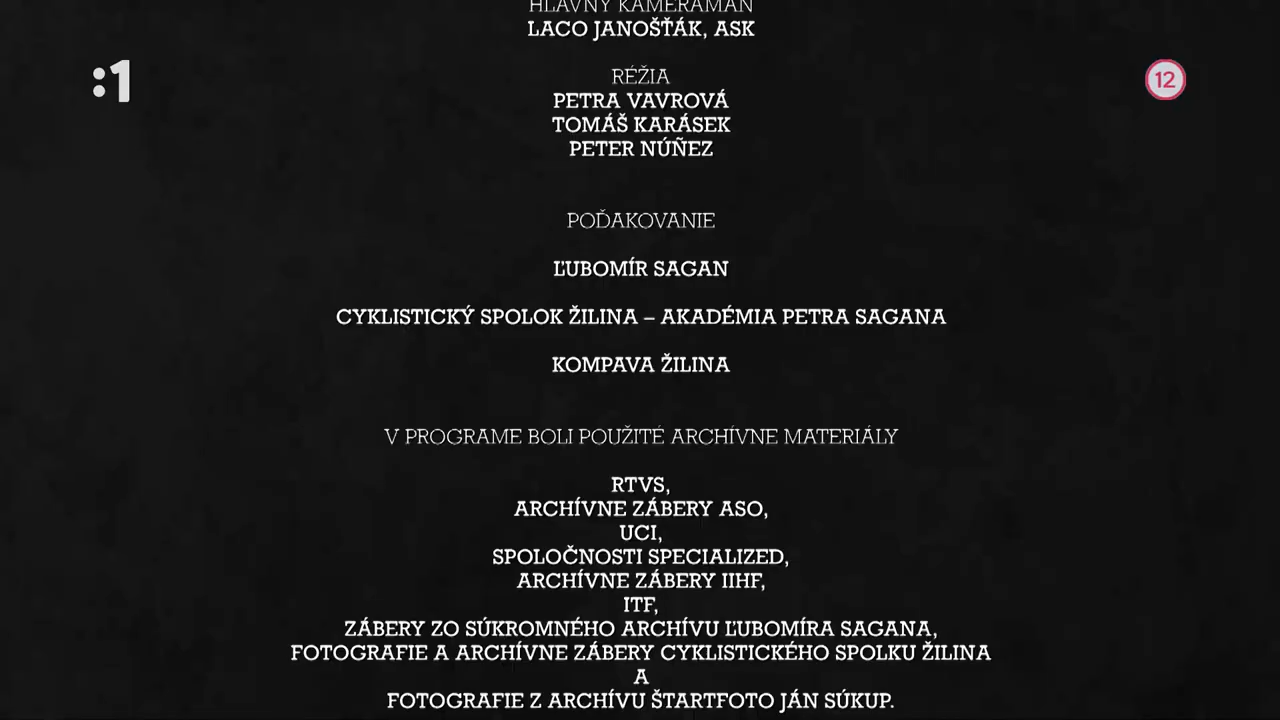 HLAVNÝ KAMERAMAN
LACO JANOŠŤÁK, ASK
:1
12
RÉŽIA
PETRA VAVROVÁ
TOMÁŠ KARÁSEK
PETER NÚÑEZ
POĎAKOVANIE
ĽUBOMÍR SAGAN
CYKLISTICKÝ SPOLOK ŽILINA – AKADÉMIA PETRA SAGANA
KOMPAVA ŽILINA
V PROGRAME BOLI POUŽITÉ ARCHÍVNE MATERIÁLY
RTVS,
ARCHÍVNE ZÁBERY ASO,
UCI,
SPOLOČNOSTI SPECIALIZED,
ARCHÍVNE ZÁBERY IIHF,
ITF,
ZÁBERY ZO SÚKROMNÉHO ARCHÍVU ĽUBOMÍRA SAGANA,
FOTOGRAFIE A ARCHÍVNE ZÁBERY CYKLISTICKÉHO SPOLKU ŽILINA
A
FOTOGRAFIE Z ARCHÍVU ŠTARTFOTO JÁN SÚKUP.